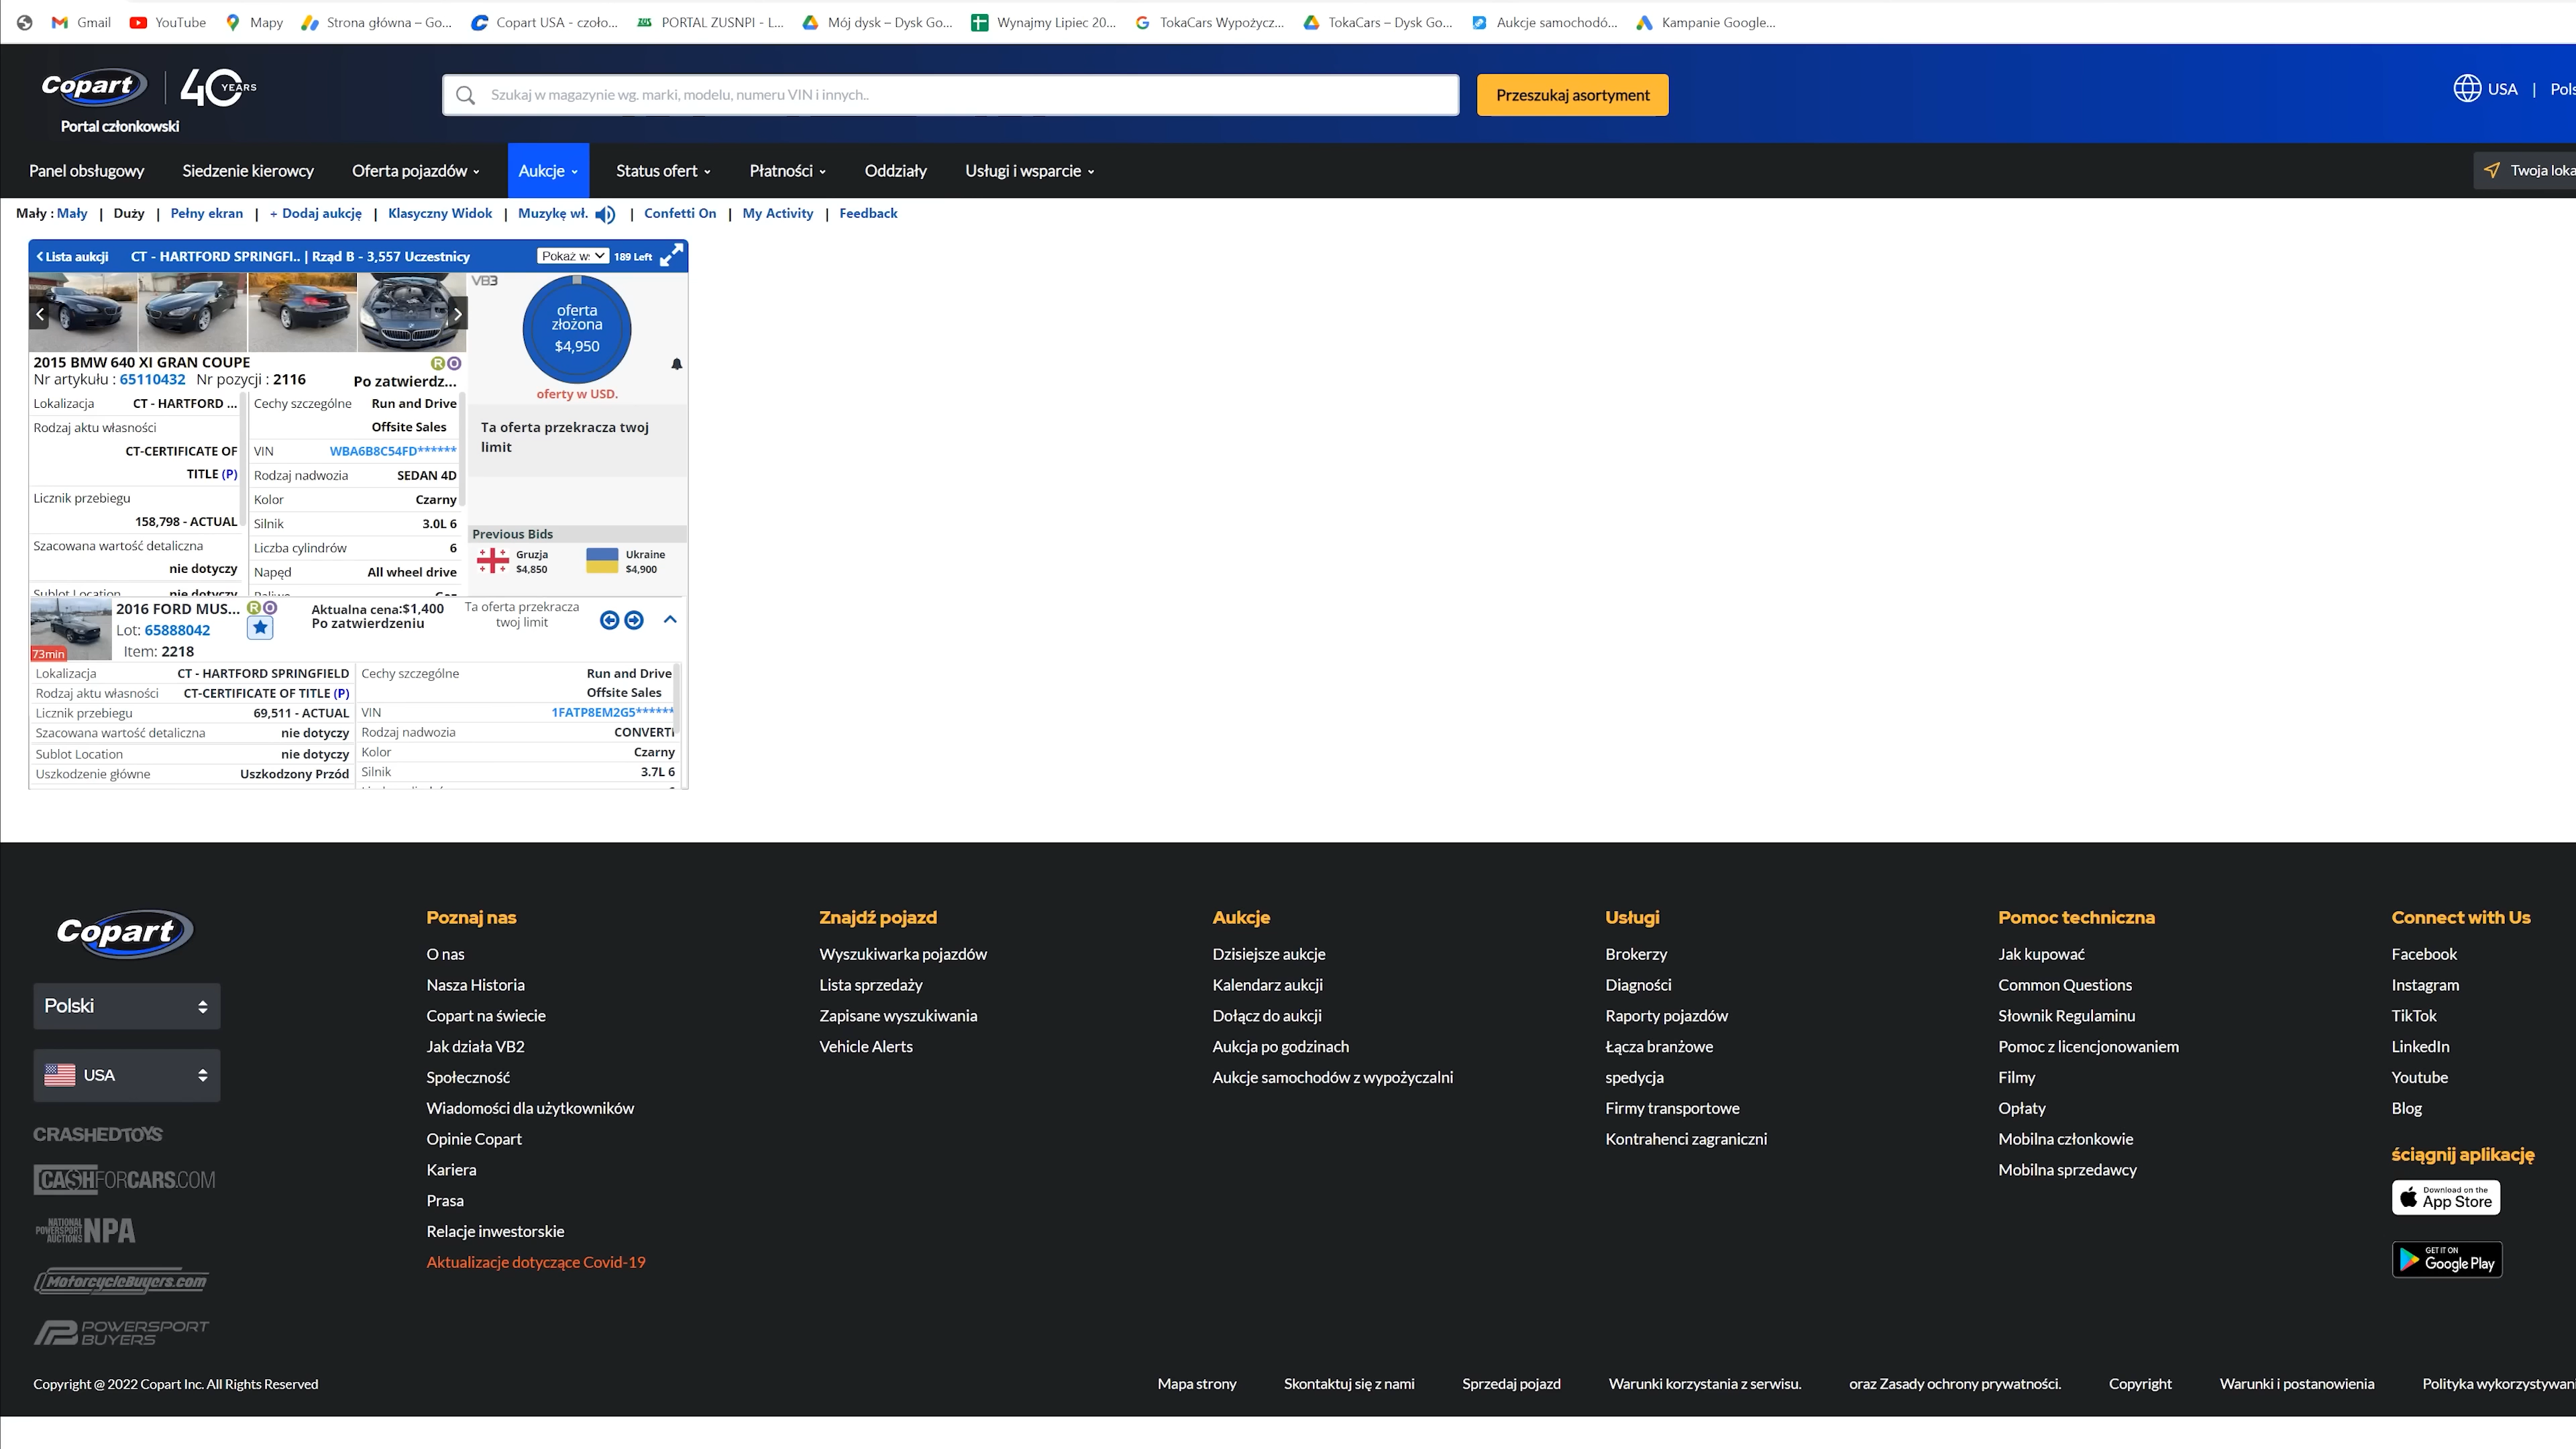 Gmail YouTube Mapy Strona główna – Go... Copart USA - czoło... PORTAL ZUSNPI - L... Mój dysk – Dysk Go... Wynajmy Lipiec 20... TokaCars Wypożycz... TokaCars – Dysk Go... Aukcje samochodó... Kampanie Google...
Copart 40 YEARS
Portal członkowski
Szukaj w magazynie wg. marki, modelu, numeru VIN i innych..
Przeszukaj asortyment
USA | Pols
Panel obsługowy Siedzenie kierowcy Oferta pojazdów Aukcje Status ofert Płatności Oddziały Usługi i wsparcie
Twoja loka
Mały : Mały | Duży | Pełny ekran | + Dodaj aukcję | Klasyczny Widok | Muzykę wł. | Confetti On | My Activity | Feedback
Lista aukcji CT - HARTFORD SPRINGFI.. | Rząd B - 3,557 Uczestnicy Pokaż w: 189 Left
VB3
oferta
złożona
$4,950
oferty w USD.
2015 BMW 640 XI GRAN COUPE R O
Nr artykułu : 65110432 Nr pozycji : 2116 Po zatwierdz...
Lokalizacja CT - HARTFORD ...
Rodzaj aktu własności
CT-CERTIFICATE OF
TITLE (P)
Licznik przebiegu
158,798 - ACTUAL
Szacowana wartość detaliczna
nie dotyczy
Sublot Location nie dotyczy
Cechy szczególne Run and Drive
Offsite Sales
VIN WBA6B8C54FD******
Rodzaj nadwozia SEDAN 4D
Kolor Czarny
Silnik 3.0L 6
Liczba cylindrów 6
Napęd All wheel drive
Ta oferta przekracza twoj
limit
Previous Bids
Gruzja
$4,850
Ukraine
$4,900
2016 FORD MUS... R O
Lot: 65888042
Item: 2218
73min
Aktualna cena:$1,400
Po zatwierdzeniu
Ta oferta przekracza
twoj limit
Lokalizacja CT - HARTFORD SPRINGFIELD
Rodzaj aktu własności CT-CERTIFICATE OF TITLE (P)
Licznik przebiegu 69,511 - ACTUAL
Szacowana wartość detaliczna nie dotyczy
Sublot Location nie dotyczy
Uszkodzenie główne Uszkodzony Przód
Cechy szczególne Run and Drive
Offsite Sales
VIN 1FATP8EM2G5******
Rodzaj nadwozia CONVERTI
Kolor Czarny
Silnik 3.7L 6
Copart
Polski
USA
CRASHEDTOYS
CASHFORCARS.COM
NATIONAL POWERSPORT AUCTIONS NPA
MotorcycleBuyers.com
POWERSPORT
BUYERS
Poznaj nas
O nas
Nasza Historia
Copart na świecie
Jak działa VB2
Społeczność
Wiadomości dla użytkowników
Opinie Copart
Kariera
Prasa
Relacje inwestorskie
Aktualizacje dotyczące Covid-19
Znajdź pojazd
Wyszukiwarka pojazdów
Lista sprzedaży
Zapisane wyszukiwania
Vehicle Alerts
Aukcje
Dzisiejsze aukcje
Kalendarz aukcji
Dołącz do aukcji
Aukcja po godzinach
Aukcje samochodów z wypożyczalni
Usługi
Brokerzy
Diagności
Raporty pojazdów
Łącza branżowe
spedycja
Firmy transportowe
Kontrahenci zagraniczni
Pomoc techniczna
Jak kupować
Common Questions
Słownik Regulaminu
Pomoc z licencjonowaniem
Filmy
Opłaty
Mobilna członkowie
Mobilna sprzedawcy
Connect with Us
Facebook
Instagram
TikTok
LinkedIn
Youtube
Blog
ściągnij aplikację
Download on the
App Store
GET IT ON
Google Play
Copyright @ 2022 Copart Inc. All Rights Reserved
Mapa strony Skontaktuj się z nami Sprzedaj pojazd Warunki korzystania z serwisu. oraz Zasady ochrony prywatności. Copyright Warunki i postanowienia Polityka wykorzystywan